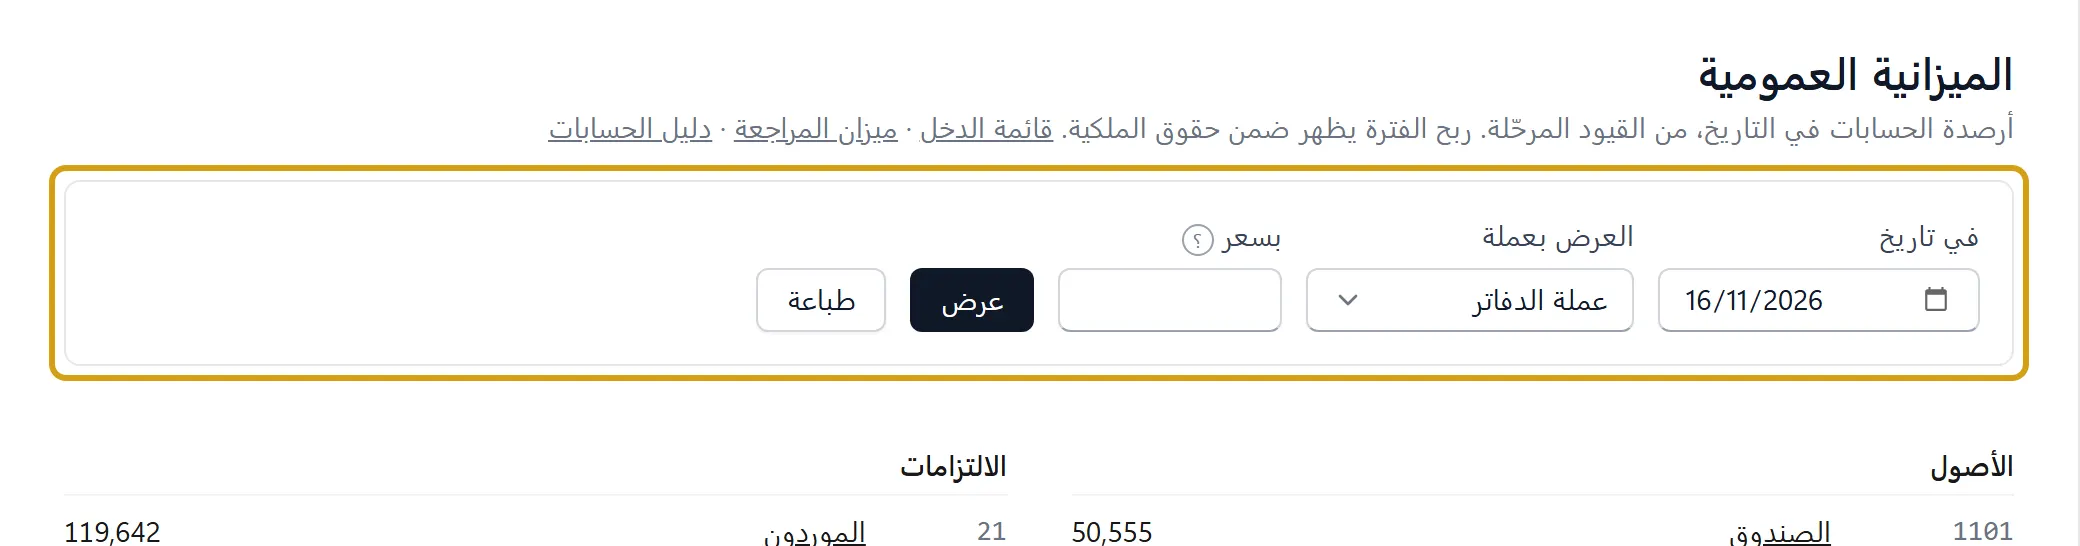 الميزانية العمومية
أرصدة الحسابات في التاريخ، من القيود المرحّلة. ربح الفترة يظهر ضمن حقوق الملكية. قائمة الدخل · ميزان المراجعة · دليل الحسابات
في تاريخ العرض بعملة بسعر ؟
16/11/2026 عملة الدفاتر عرض طباعة
الأصول الالتزامات
1101 الصندوق 50,555 21 الموردون 119,642